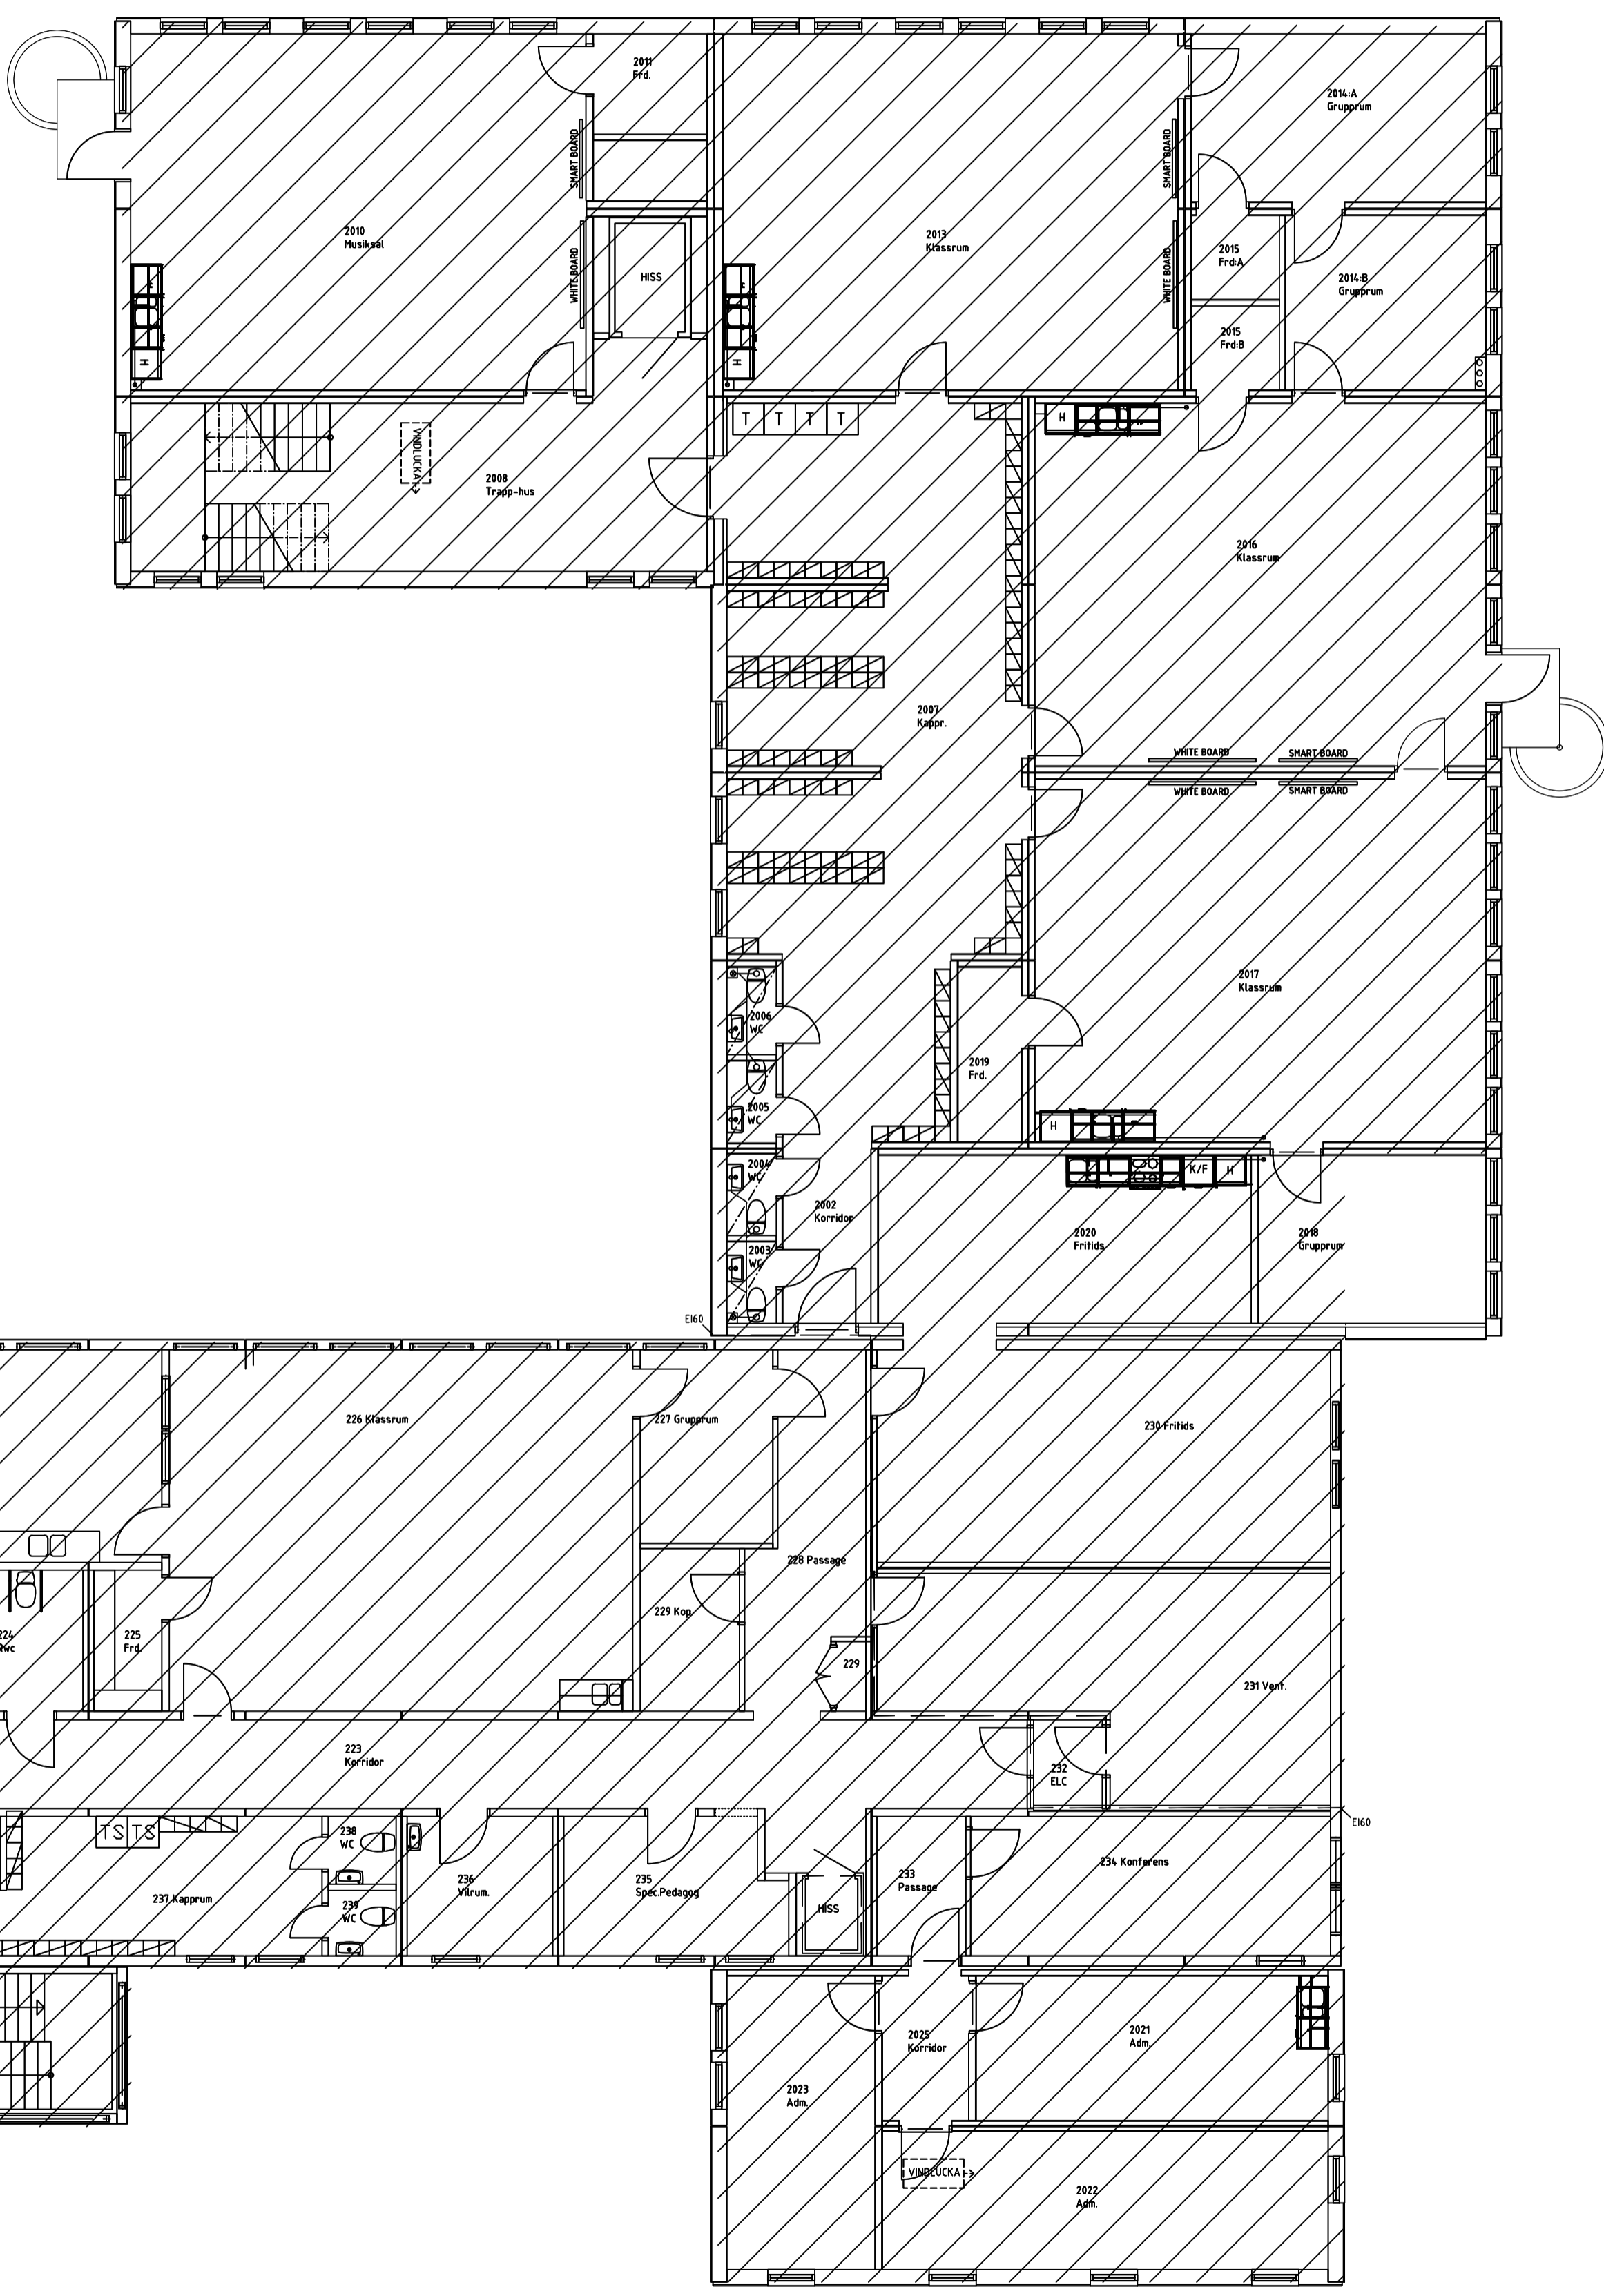 2011
Frd.
2014:A
Grupprum
SMART BOARD
SMART BOARD
2010
Musiksal
2013
Klassrum
2015
Frd:A
WHITE BOARD
HISS
WHITE BOARD
2014:B
Grupprum
2015
Frd:B
H
H
T T T T
H
VINDLUCKA
2008
Trapp-hus
2016
Klassrum
2007
Kappr.
WHITE BOARD
SMART BOARD
WHITE BOARD
SMART BOARD
2017
Klassrum
2006
WC
2019
Frd.
2005
WC
H
2004
WC
K/F
H
2002
Korridor
2020
Fritids
2018
Grupprum
2003
WC
EI60
226 Klassrum
227 Grupprum
230 Fritids
228 Passage
229 Kop
225
Frd
229
231 Vent.
223
Korridor
232
ELC
EI60
TS TS
238
WC
234 Konferens
236
Vilrum.
235
Spec.Pedagog
233
Passage
237 Kapprum
239
WC
HISS
2025
Korridor
2021
Adm.
2023
Adm.
VINDLUCKA
2022
Adm.